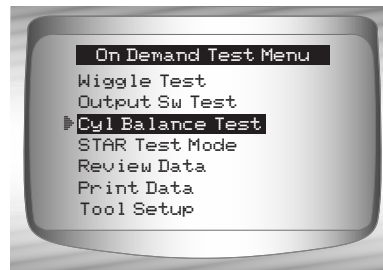 On Demand Test Menu
Wiggle Test
Output Sw Test
Cyl Balance Test
STAR Test Mode
Review Data
Print Data
Tool Setup